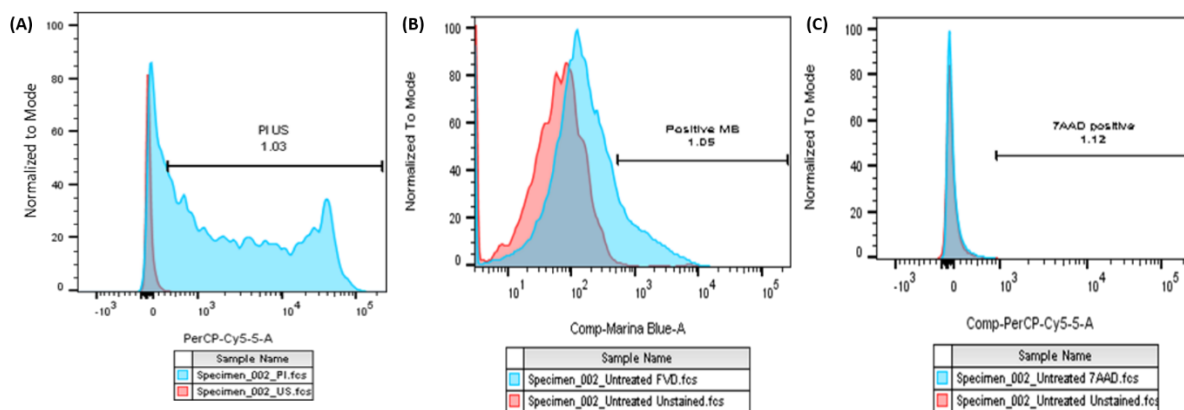 (A)
100
80
60
40
20
0
Normalized to Mode
PI US
1.03
-10³ 0 10³ 10⁴ 10⁵
PerCP-Cy5-5-A
Sample Name
Specimen_002_PI.fcs
Specimen_002_US.fcs
(B)
100
80
60
40
20
0
Normalized To Mode
Positive MB
1.05
10¹ 10² 10³ 10⁴ 10⁵
Comp-Marina Blue-A
Sample Name
Specimen_002_Untreated FVD.fcs
Specimen_002_Untreated Unstained.fcs
(C)
100
80
60
40
20
0
Normalized To Mode
7AAD positive
1.12
-10³ 0 10³ 10⁴ 10⁵
Comp-PerCP-Cy5-5-A
Sample Name
Specimen_002_Untreated 7AAD.fcs
Specimen_002_Untreated Unstained.fcs